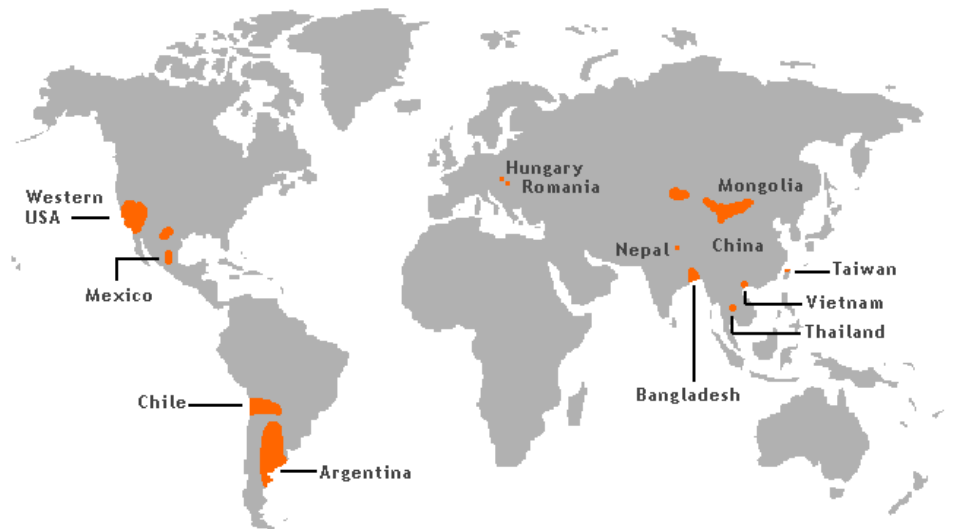 Hungary
Romania
Mongolia
Western
USA
Nepal
China
Taiwan
Mexico
Vietnam
Thailand
Bangladesh
Chile
Argentina